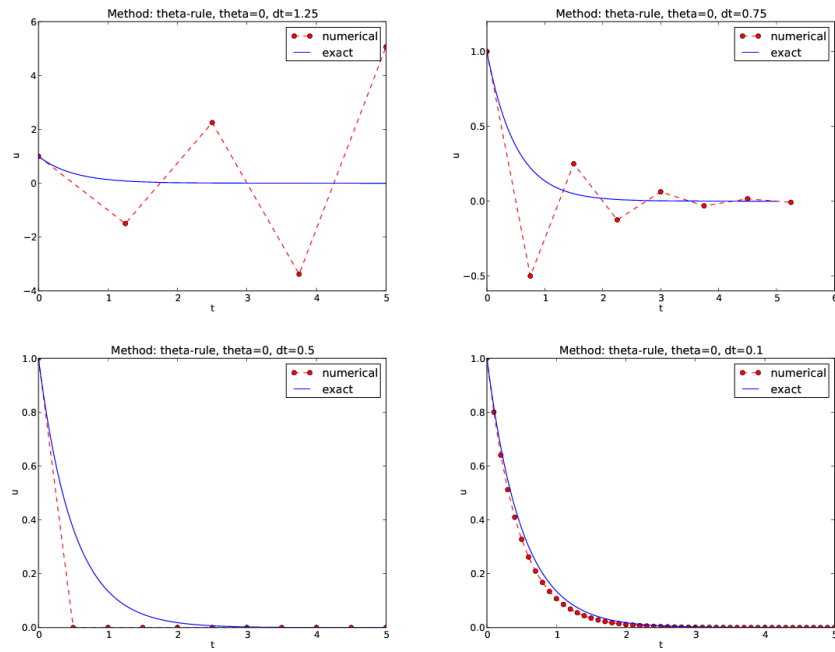 Method: theta-rule, theta=0, dt=1.25
6
4
2
0
−2
−4
u
numerical
exact
0 1 2 3 4 5
t
Method: theta-rule, theta=0, dt=0.75
1.0
0.5
0.0
−0.5
u
numerical
exact
0 1 2 3 4 5 6
t
Method: theta-rule, theta=0, dt=0.5
1.0
0.8
0.6
0.4
0.2
0.0
u
numerical
exact
0 1 2 3 4 5
t
Method: theta-rule, theta=0, dt=0.1
1.0
0.8
0.6
0.4
0.2
0.0
u
numerical
exact
0 1 2 3 4 5
t